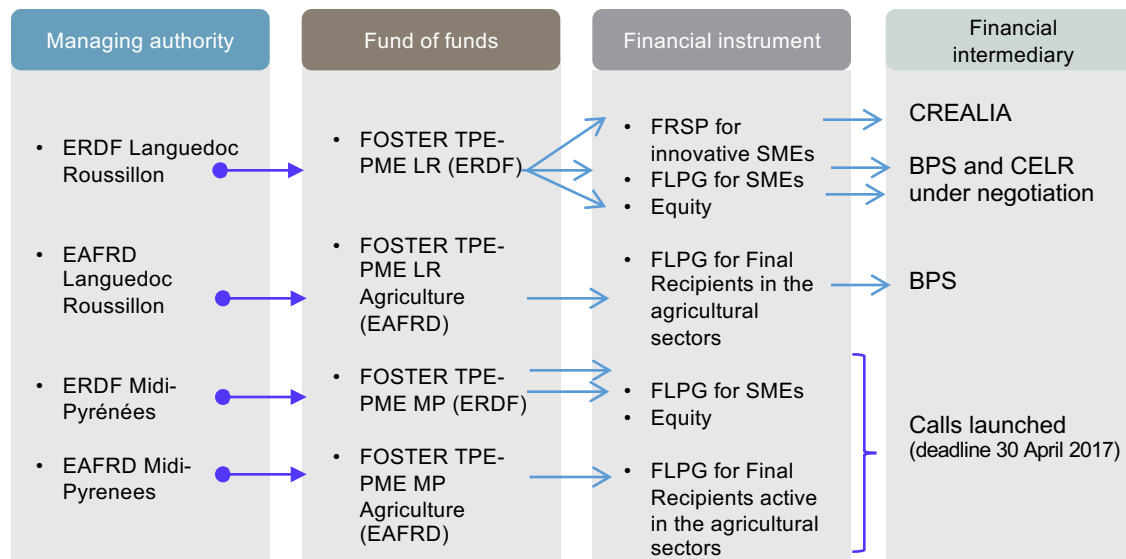 Managing authority
Fund of funds
Financial instrument
Financial
intermediary
• ERDF Languedoc
Roussillon
• FOSTER TPE-
PME LR (ERDF)
• FRSP for
innovative SMEs
• FLPG for SMEs
• Equity
CREALIA
BPS and CELR
under negotiation
• EAFRD
Languedoc
Roussillon
• FOSTER TPE-
PME LR
Agriculture
(EAFRD)
• FLPG for Final
Recipients in the
agricultural
sectors
BPS
• ERDF Midi-
Pyrénées
• FOSTER TPE-
PME MP (ERDF)
• FLPG for SMEs
• Equity
• EAFRD Midi-
Pyrenees
• FOSTER TPE-
PME MP
Agriculture
(EAFRD)
• FLPG for Final
Recipients active
in the agricultural
sectors
Calls launched
(deadline 30 April 2017)